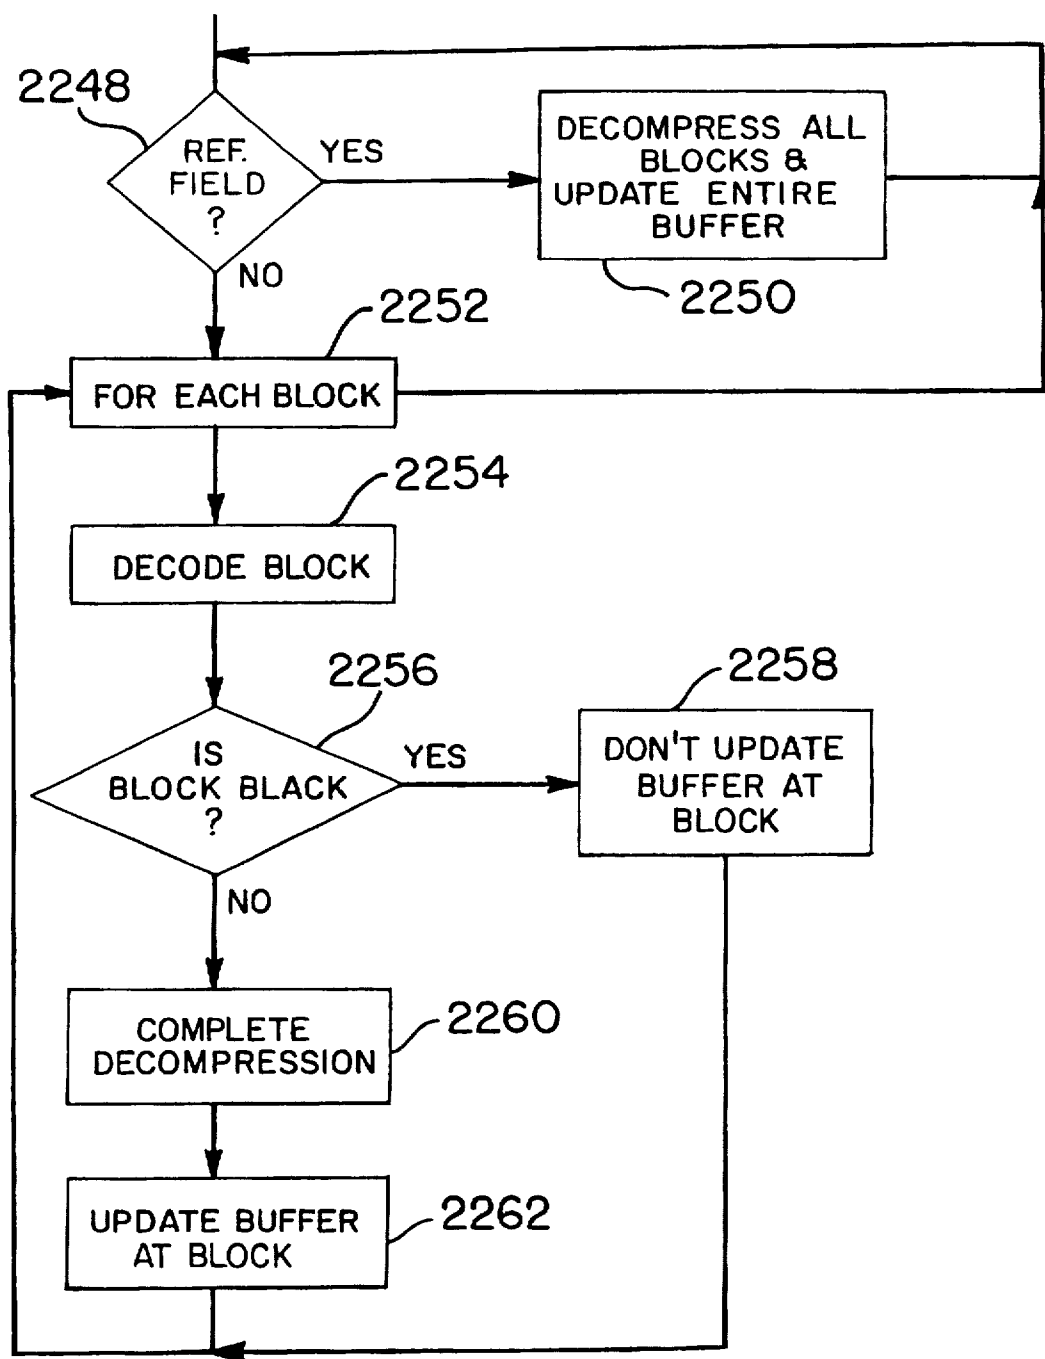 2248
REF.
FIELD
?
YES
DECOMPRESS ALL
BLOCKS &
UPDATE ENTIRE
BUFFER
2250
NO
2252
FOR EACH BLOCK
2254
DECODE BLOCK
2256
IS
BLOCK BLACK
?
YES
2258
DON'T UPDATE
BUFFER AT
BLOCK
NO
COMPLETE
DECOMPRESSION
2260
UPDATE BUFFER
AT BLOCK
2262